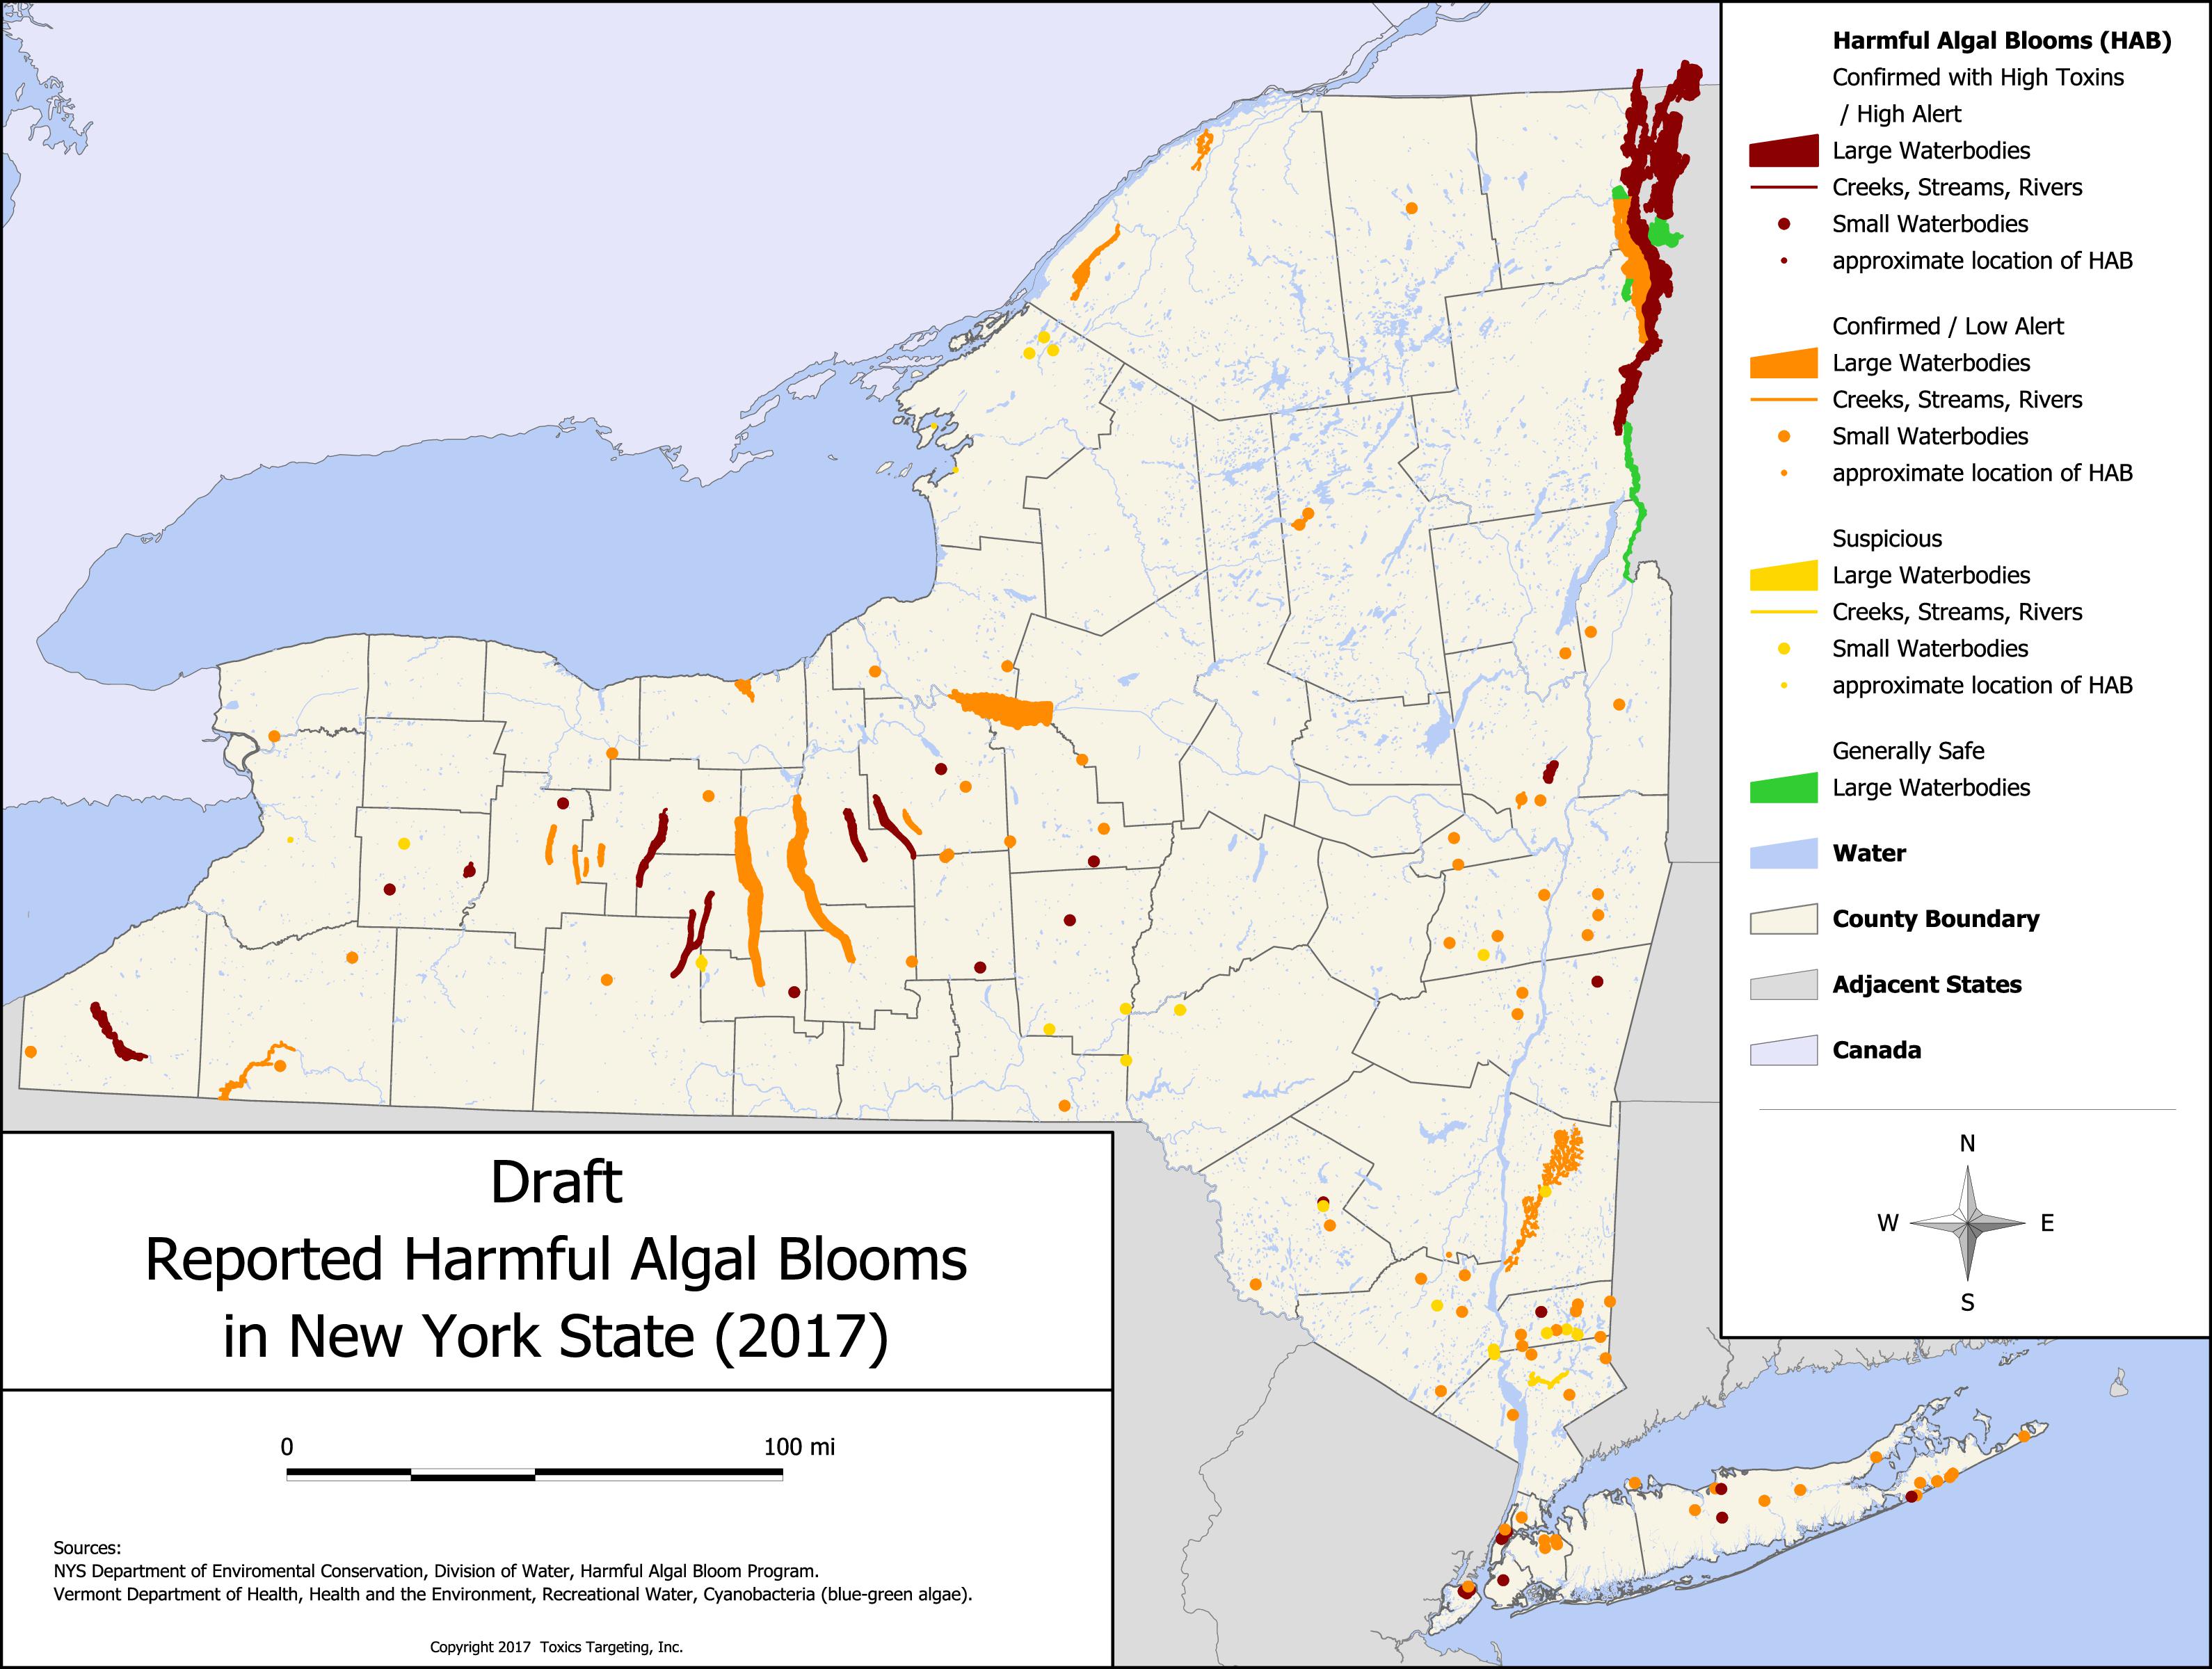 Harmful Algal Blooms (HAB)
Confirmed with High Toxins
/ High Alert
Large Waterbodies
Creeks, Streams, Rivers
Small Waterbodies
approximate location of HAB
Confirmed / Low Alert
Large Waterbodies
Creeks, Streams, Rivers
Small Waterbodies
approximate location of HAB
Suspicious
Large Waterbodies
Creeks, Streams, Rivers
Small Waterbodies
approximate location of HAB
Generally Safe
Large Waterbodies
Water
County Boundary
Adjacent States
Canada
N
W E
S
Draft
Reported Harmful Algal Blooms
in New York State (2017)
0 100 mi
Sources:
NYS Department of Enviromental Conservation, Division of Water, Harmful Algal Bloom Program.
Vermont Department of Health, Health and the Environment, Recreational Water, Cyanobacteria (blue-green algae).
Copyright 2017 Toxics Targeting, Inc.